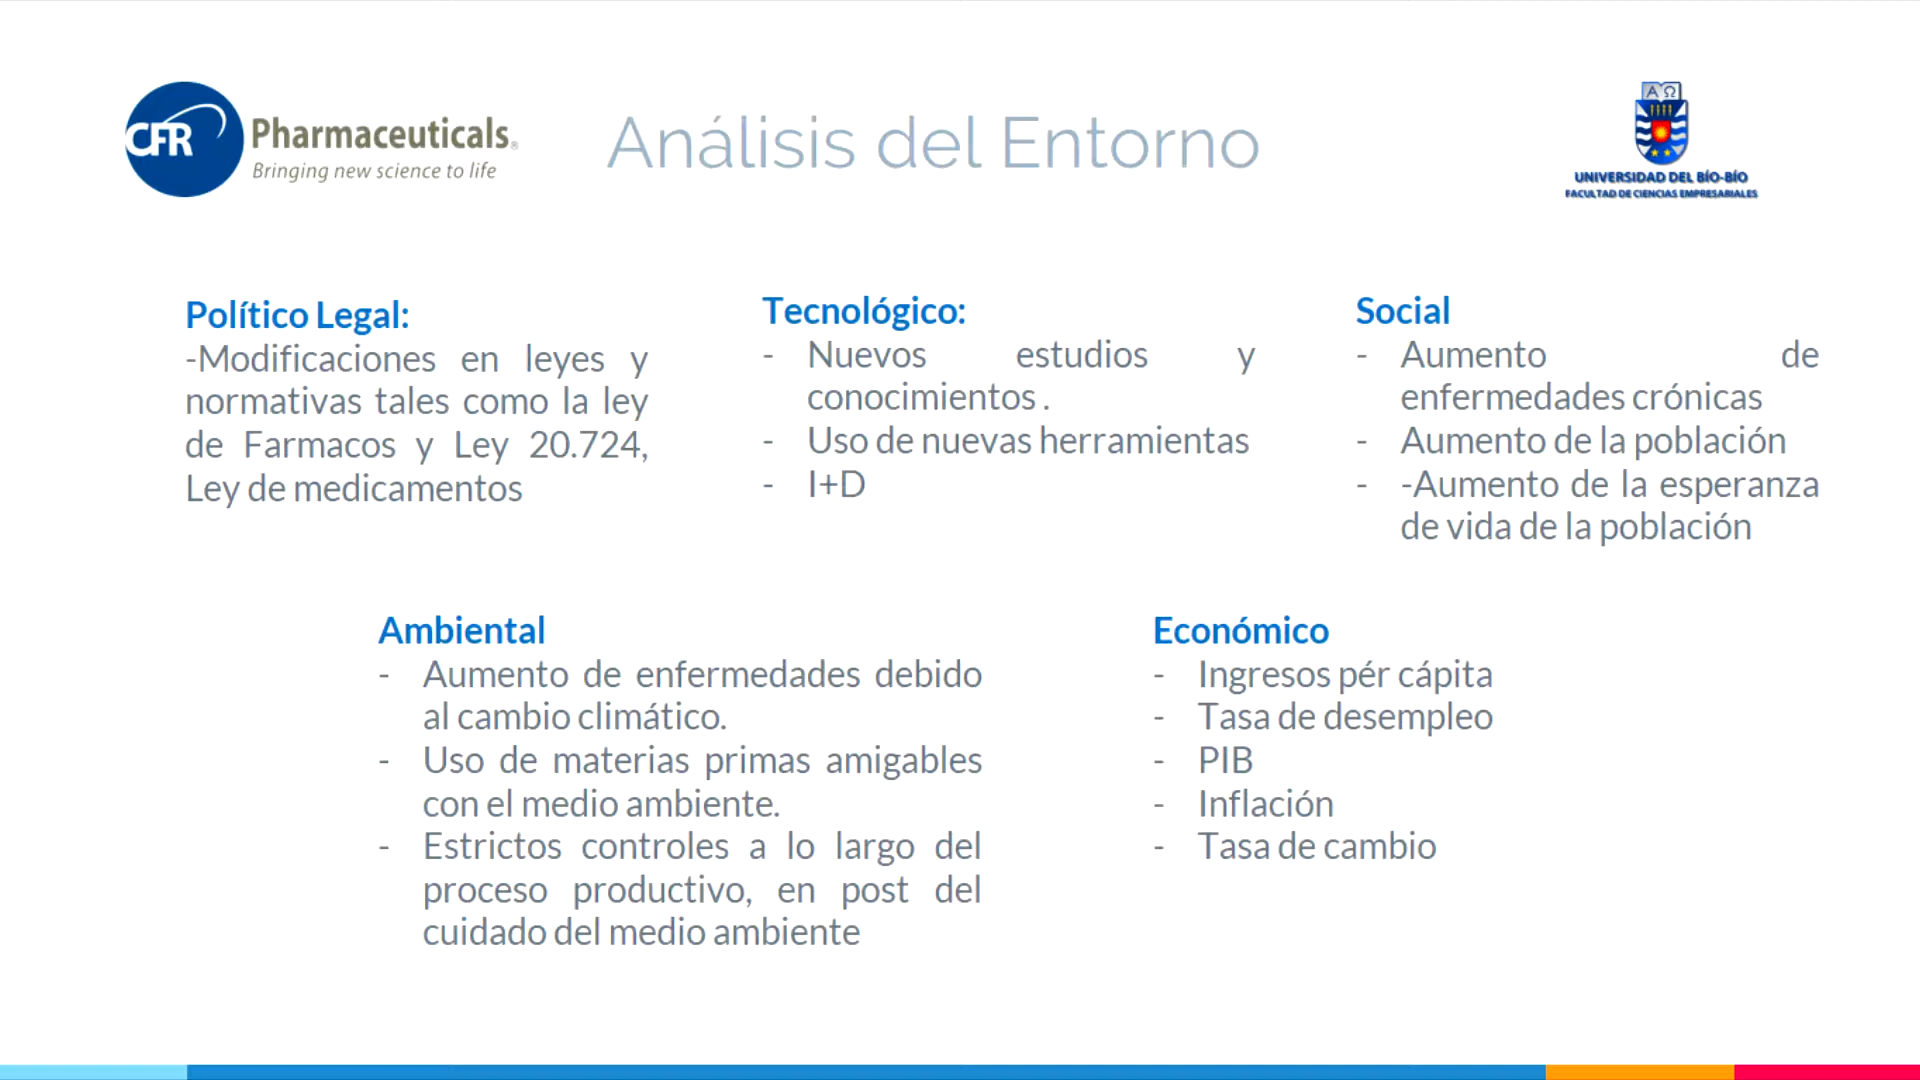 CFR Pharmaceuticals®
Bringing new science to life
Análisis del Entorno
ΑΩ
UNIVERSIDAD DEL BÍO-BÍO
FACULTAD DE CIENCIAS EMPRESARIALES
Político Legal:
-Modificaciones en leyes y
normativas tales como la ley
de Farmacos y Ley 20.724,
Ley de medicamentos
Tecnológico:
- Nuevos estudios y
conocimientos .
- Uso de nuevas herramientas
- I+D
Social
- Aumento de
enfermedades crónicas
- Aumento de la población
- -Aumento de la esperanza
de vida de la población
Ambiental
- Aumento de enfermedades debido
al cambio climático.
- Uso de materias primas amigables
con el medio ambiente.
- Estrictos controles a lo largo del
proceso productivo, en post del
cuidado del medio ambiente
Económico
- Ingresos pér cápita
- Tasa de desempleo
- PIB
- Inflación
- Tasa de cambio